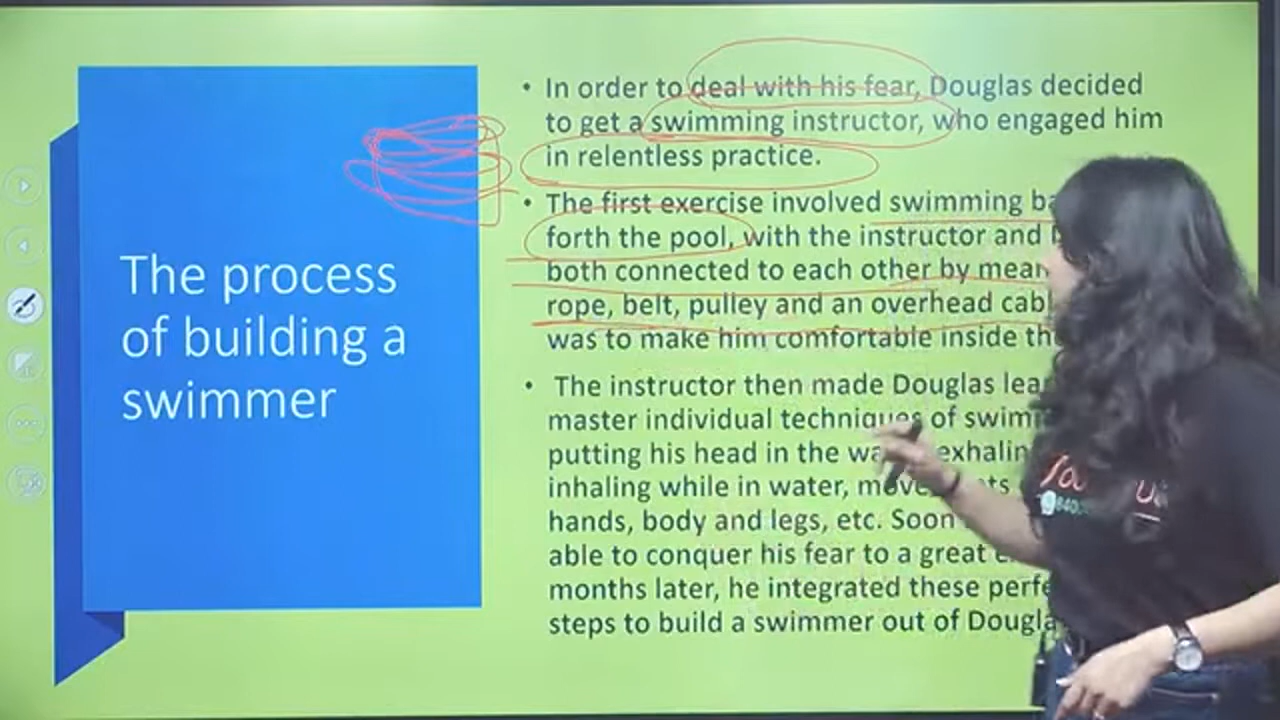 The process
of building a
swimmer
• In order to deal with his fear, Douglas decided
to get a swimming instructor, who engaged him
in relentless practice.
• The first exercise involved swimming
forth the pool, with the instructor and
both connected to each other by
rope, belt, pulley and an overhead
was to make him comfortable inside
• The instructor then made Douglas
master individual techniques of
putting his head in the
inhaling while in water,
hands, body and legs, etc. Soon
able to conquer his fear to a great
months later, he integrated these
steps to build a swimmer out of